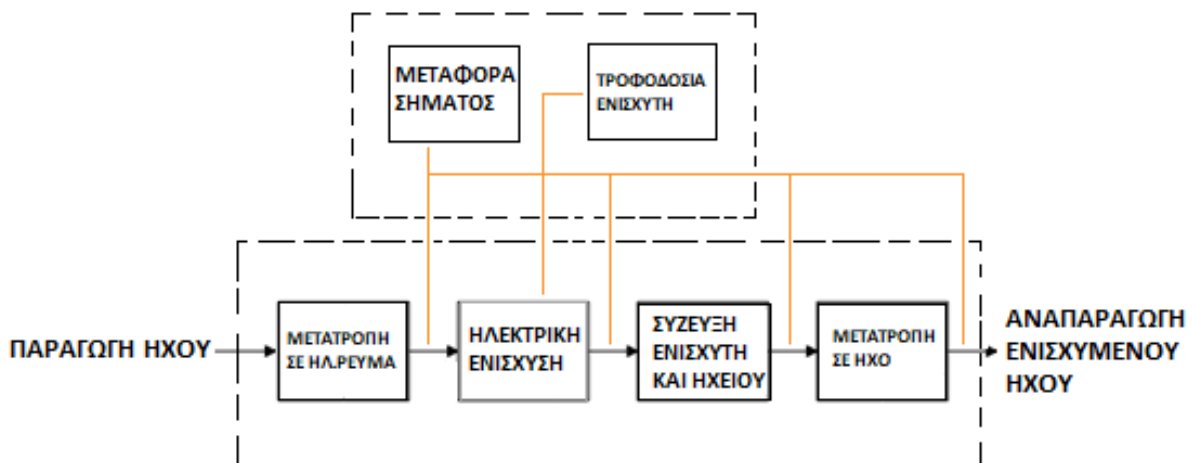 ΜΕΤΑΦΟΡΑ
ΣΗΜΑΤΟΣ
ΤΡΟΦΟΔΟΣΙΑ
ΕΝΙΣΧΥΤΗ
ΠΑΡΑΓΩΓΗ ΗΧΟΥ
ΜΕΤΑΤΡΟΠΗ
ΣΕ ΗΛ.ΡΕΥΜΑ
ΗΛΕΚΤΡΙΚΗ
ΕΝΙΣΧΥΣΗ
ΣΥΖΕΥΞΗ
ΕΝΙΣΧΥΤΗ
ΚΑΙ ΗΧΕΙΟΥ
ΜΕΤΑΤΡΟΠΗ
ΣΕ ΗΧΟ
ΑΝΑΠΑΡΑΓΩΓΗ
ΕΝΙΣΧΥΜΕΝΟΥ
ΗΧΟΥ